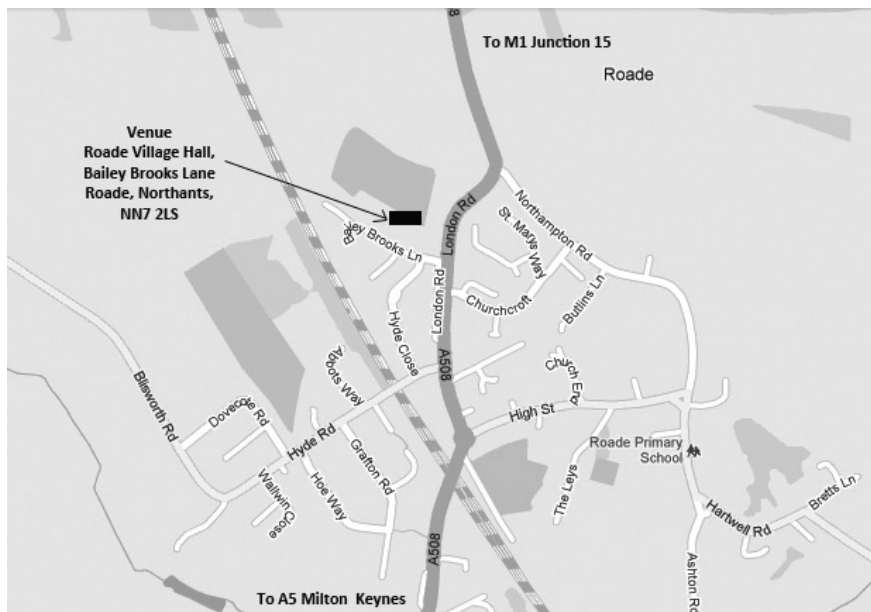 8
To M1 Junction 15
Roade
Venue
Roade Village Hall,
Bailey Brooks Lane
Roade, Northants,
NN7 2LS
London Rd
Northampton Rd
St. Marys Way
Bailey Brooks Ln
London Rd
Churchcroft
Butlins Ln
Hyde Close
A508
Abbots Way
Church End
Blisworth Rd
Dovecote Rd
High St
Hyde Rd
Roade Primary
School
Grafton Rd
The Leys
Wallwin Close
Hoe Way
Bretts Ln
Hartwell Rd
A508
Ashton Rd
To A5 Milton Keynes